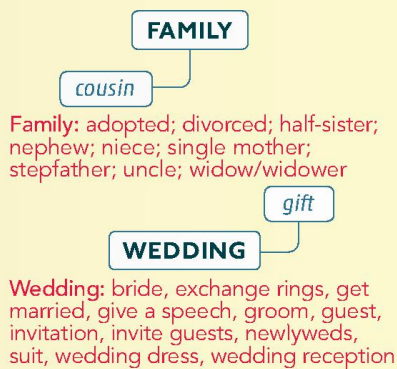 FAMILY
cousin
Family: adopted; divorced; half-sister;
nephew; niece; single mother;
stepfather; uncle; widow/widower
gift
WEDDING
Wedding: bride, exchange rings, get
married, give a speech, groom, guest,
invitation, invite guests, newlyweds,
suit, wedding dress, wedding reception